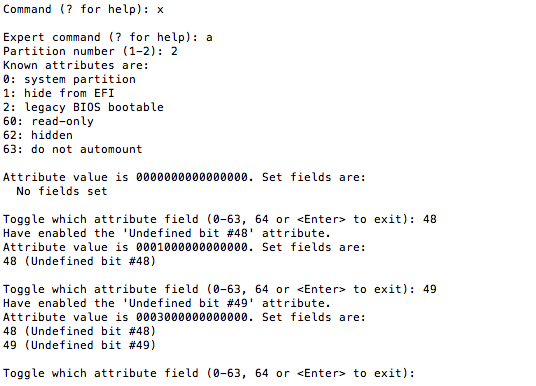 Command (? for help): x
Expert command (? for help): a
Partition number (1-2): 2
Known attributes are:
0: system partition
1: hide from EFI
2: legacy BIOS bootable
60: read-only
62: hidden
63: do not automount
Attribute value is 0000000000000000. Set fields are:
  No fields set
Toggle which attribute field (0-63, 64 or <Enter> to exit): 48
Have enabled the 'Undefined bit #48' attribute.
Attribute value is 0001000000000000. Set fields are:
48 (Undefined bit #48)
Toggle which attribute field (0-63, 64 or <Enter> to exit): 49
Have enabled the 'Undefined bit #49' attribute.
Attribute value is 0003000000000000. Set fields are:
48 (Undefined bit #48)
49 (Undefined bit #49)
Toggle which attribute field (0-63, 64 or <Enter> to exit):